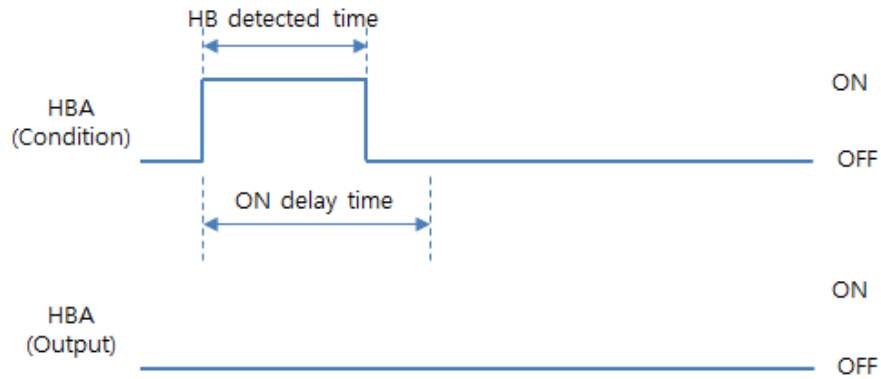 HB detected time
ON
HBA
(Condition)
OFF
ON delay time
ON
HBA
(Output)
OFF